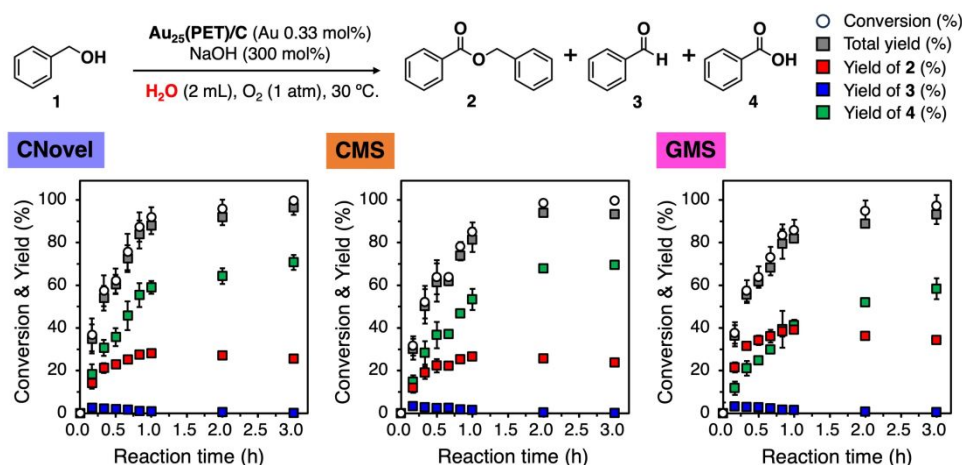 OH
1
Au25(PET)/C (Au 0.33 mol%)
NaOH (300 mol%)
H2O (2 mL), O2 (1 atm), 30 ºC.
O
O
2
+
O
H
3
+
O
OH
4
Conversion (%)
Total yield (%)
Yield of 2 (%)
Yield of 3 (%)
Yield of 4 (%)
CNovel
Conversion & Yield (%)
100
80
60
40
20
0
0.0 0.5 1.0 1.5 2.0 2.5 3.0
Reaction time (h)
CMS
Conversion & Yield (%)
100
80
60
40
20
0
0.0 0.5 1.0 1.5 2.0 2.5 3.0
Reaction time (h)
GMS
Conversion & Yield (%)
100
80
60
40
20
0
0.0 0.5 1.0 1.5 2.0 2.5 3.0
Reaction time (h)